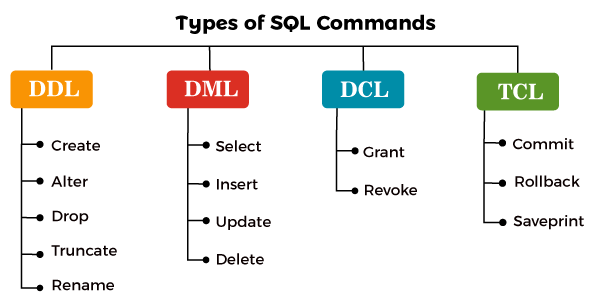 Types of SQL Commands
DDL
Create
Alter
Drop
Truncate
Rename
DML
Select
Insert
Update
Delete
DCL
Grant
Revoke
TCL
Commit
Rollback
Saveprint